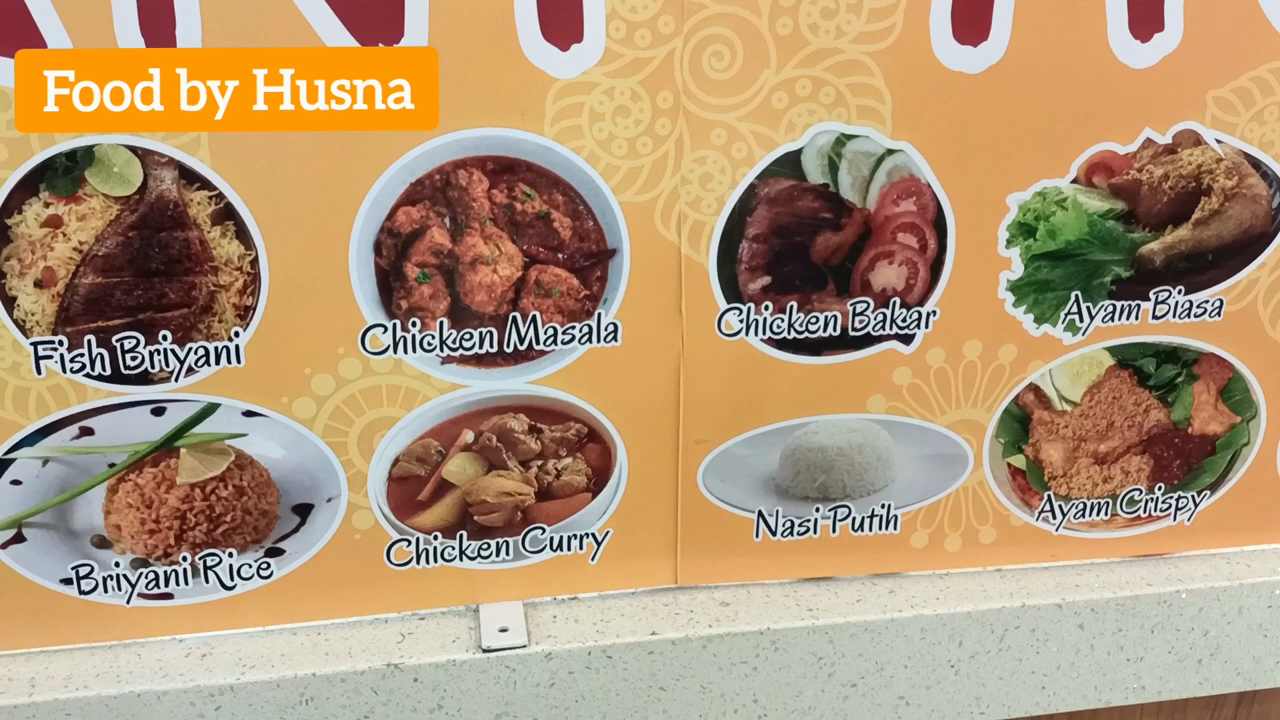 Food by Husna
Fish Briyani
Chicken Masala
Chicken Bakar
Ayam Biasa
Briyani Rice
Chicken Curry
Nasi Putih
Ayam Crispy